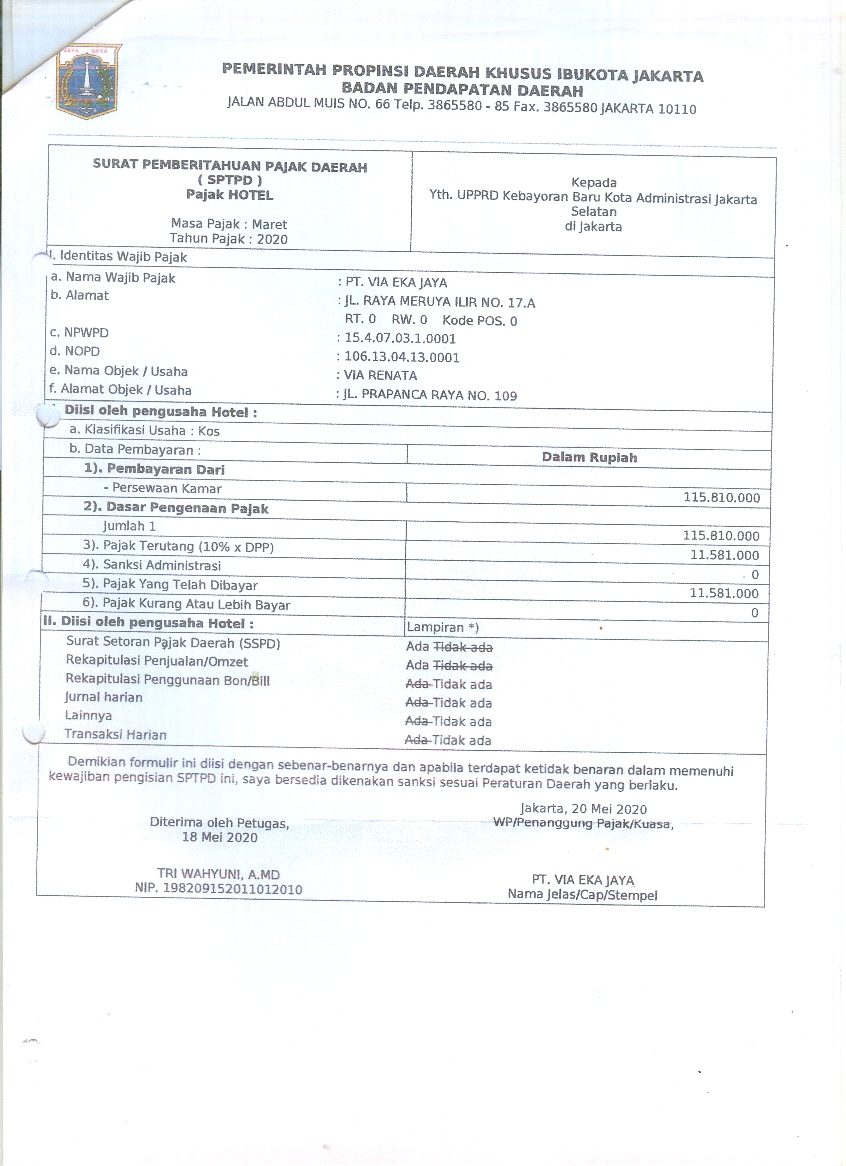 JAYA RAYA
PEMERINTAH PROPINSI DAERAH KHUSUS IBUKOTA JAKARTA
BADAN PENDAPATAN DAERAH
JALAN ABDUL MUIS NO. 66 Telp. 3865580 - 85 Fax. 3865580 JAKARTA 10110
SURAT PEMBERITAHUAN PAJAK DAERAH
( SPTPD )
Pajak HOTEL
Masa Pajak : Maret
Tahun Pajak : 2020
Kepada
Yth. UPPRD Kebayoran Baru Kota Administrasi Jakarta
Selatan
di Jakarta
I. Identitas Wajib Pajak
a. Nama Wajib Pajak : PT. VIA EKA JAYA
b. Alamat : JL. RAYA MERUYA ILIR NO. 17.A
RT. 0 RW. 0 Kode POS. 0
c. NPWPD : 15.4.07.03.1.0001
d. NOPD : 106.13.04.13.0001
e. Nama Objek / Usaha : VIA RENATA
f. Alamat Objek / Usaha : JL. PRAPANCA RAYA NO. 109
Diisi oleh pengusaha Hotel :
a. Klasifikasi Usaha : Kos
b. Data Pembayaran : Dalam Rupiah
1). Pembayaran Dari
- Persewaan Kamar 115.810.000
2). Dasar Pengenaan Pajak
Jumlah 1 115.810.000
3). Pajak Terutang (10% x DPP) 11.581.000
4). Sanksi Administrasi 0
5). Pajak Yang Telah Dibayar 11.581.000
6). Pajak Kurang Atau Lebih Bayar 0
II. Diisi oleh pengusaha Hotel : Lampiran *)
Surat Setoran Pajak Daerah (SSPD) Ada Tidak ada
Rekapitulasi Penjualan/Omzet Ada Tidak ada
Rekapitulasi Penggunaan Bon/Bill Ada Tidak ada
Jurnal harian Ada Tidak ada
Lainnya Ada Tidak ada
Transaksi Harian Ada Tidak ada
Demikian formulir ini diisi dengan sebenar-benarnya dan apabila terdapat ketidak benaran dalam memenuhi
kewajiban pengisian SPTPD ini, saya bersedia dikenakan sanksi sesuai Peraturan Daerah yang berlaku.
Jakarta, 20 Mei 2020
Diterima oleh Petugas, WP/Penanggung Pajak/Kuasa,
18 Mei 2020
TRI WAHYUNI, A.MD
NIP. 198209152011012010
PT. VIA EKA JAYA
Nama Jelas/Cap/Stempel